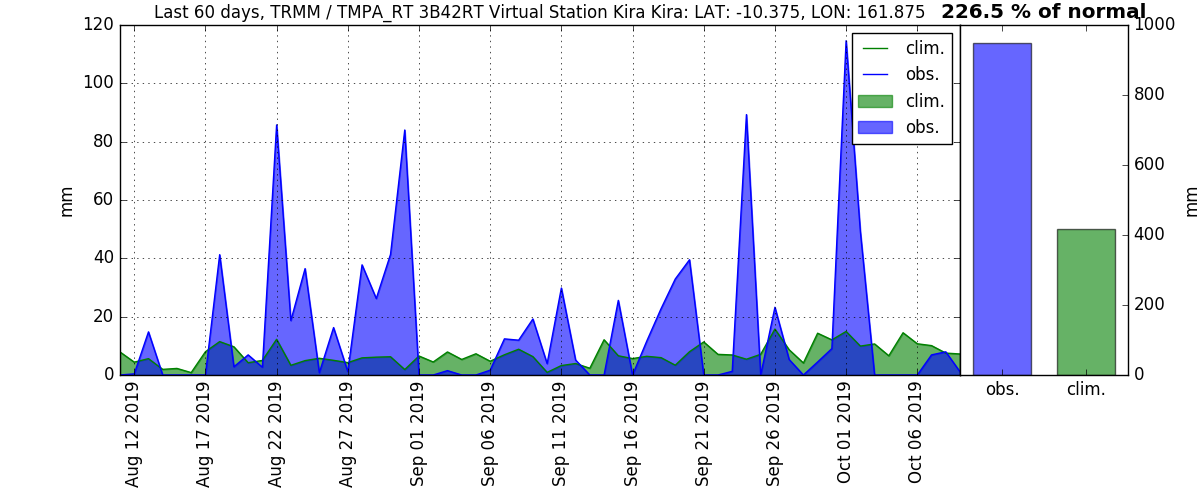 Last 60 days, TRMM / TMPA_RT 3B42RT Virtual Station Kira Kira: LAT: -10.375, LON: 161.875 226.5 % of normal
120
100
80
60
40
20
0
mm
clim.
obs.
clim.
obs.
Aug 12 2019
Aug 17 2019
Aug 22 2019
Aug 27 2019
Sep 01 2019
Sep 06 2019
Sep 11 2019
Sep 16 2019
Sep 21 2019
Sep 26 2019
Oct 01 2019
Oct 06 2019
1000
800
600
400
200
0
mm
obs. clim.